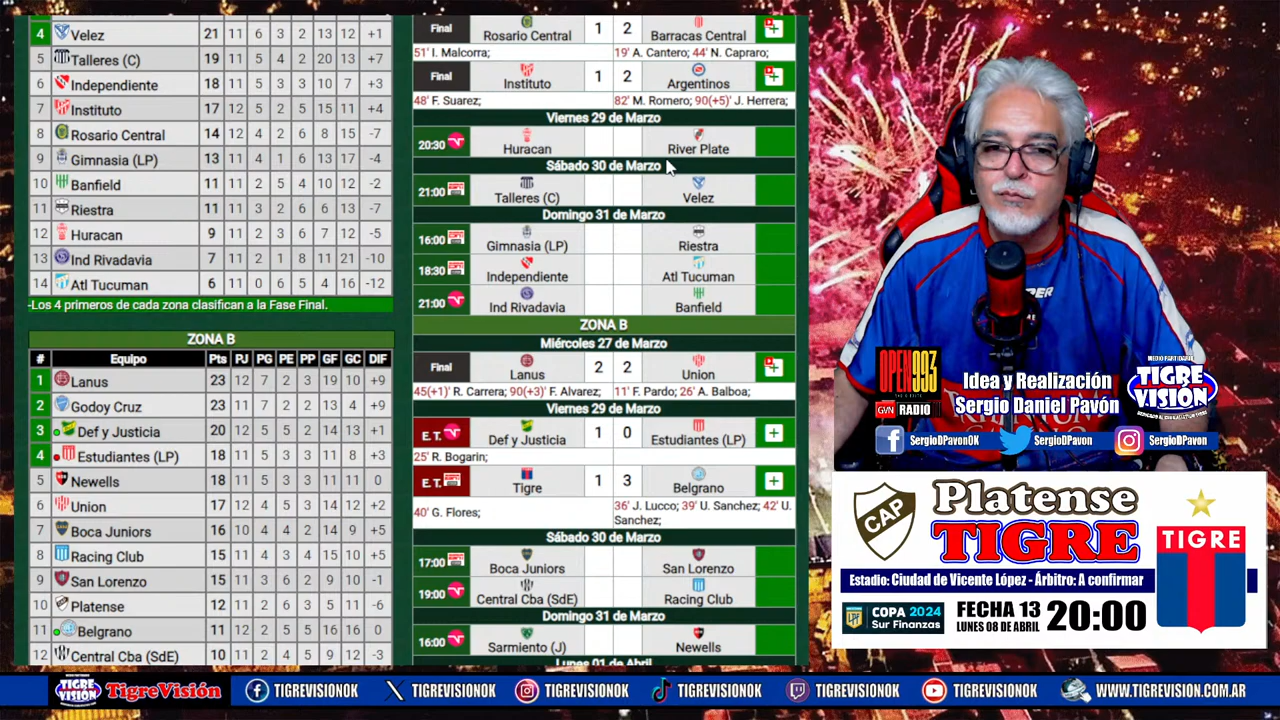 4 Velez 21 11 6 3 2 13 12 +1
5 Talleres (C) 19 11 5 4 2 20 13 +7
6 Independiente 18 11 5 3 3 10 7 +3
7 Instituto 17 12 5 2 5 15 11 +4
8 Rosario Central 14 12 4 2 6 8 15 -7
9 Gimnasia (LP) 13 11 4 1 6 13 17 -4
10 Banfield 11 11 2 5 4 10 12 -2
11 Riestra 11 11 3 2 6 6 13 -7
12 Huracan 9 11 2 3 6 7 12 -5
13 Ind Rivadavia 7 11 2 1 8 11 21 -10
14 Atl Tucuman 6 11 0 6 5 4 16 -12
-Los 4 primeros de cada zona clasifican a la Fase Final.
ZONA B
# Equipo Pts PJ PG PE PP GF GC DIF
1 Lanus 23 12 7 2 3 19 10 +9
2 Godoy Cruz 23 11 7 2 2 13 4 +9
3 Def y Justicia 20 12 5 5 2 14 13 +1
4 Estudiantes (LP) 18 11 5 3 3 11 8 +3
5 Newells 18 11 5 3 3 11 11 0
6 Union 17 12 4 5 3 14 12 +2
7 Boca Juniors 16 10 4 4 2 14 9 +5
8 Racing Club 15 11 4 3 4 15 10 +5
9 San Lorenzo 15 11 3 6 2 9 10 -1
10 Platense 12 11 2 6 3 5 11 -6
11 Belgrano 11 12 2 5 5 16 16 0
12 Central Cba (SdE) 10 11 2 4 5 9 12 -3
Final Rosario Central 1 2 Barracas Central
51' I. Malcorra; 19' A. Cantero; 44' N. Capraro;
Final Instituto 1 2 Argentinos
48' F. Suarez; 82' M. Romero; 90(+5)' J. Herrera;
Viernes 29 de Marzo
20:30 Huracan River Plate
Sábado 30 de Marzo
21:00 Talleres (C) Velez
Domingo 31 de Marzo
16:00 Gimnasia (LP) Riestra
18:30 Independiente Atl Tucuman
21:00 Ind Rivadavia Banfield
ZONA B
Miércoles 27 de Marzo
Final Lanus 2 2 Union
45(+1)' R. Carrera; 90(+3)' F. Alvarez; 11' F. Pardo; 26' A. Balboa;
Viernes 29 de Marzo
E.T. Def y Justicia 1 0 Estudiantes (LP)
25' R. Bogarin;
E.T. Tigre 1 3 Belgrano
40' G. Flores; 36' J. Lucco; 39' U. Sanchez; 42' U.
Sanchez;
Sábado 30 de Marzo
17:00 Boca Juniors San Lorenzo
19:00 Central Cba (SdE) Racing Club
Domingo 31 de Marzo
16:00 Sarmiento (J) Newells
Lunes 01 de Abril
OPEN 993
GVN RADIO
Idea y Realización
Sergio Daniel Pavón
MEDIO PARTIDARIO
TIGRE
VISIÓN
SergioDPavonOK SergioDPavon SergioDPavon
CAP
Platense
TIGRE
TIGRE
Estadio: Ciudad de Vicente López - Árbitro: A confirmar
LPF COPA 2024
Sur Finanzas
FECHA 13
LUNES 08 DE ABRIL
20:00
TIGRE
VISIÓN
TigreVisión TIGREVISIONOK TIGREVISIONOK TIGREVISIONOK TIGREVISIONOK TIGREVISIONOK TIGREVISIONOK WWW.TIGREVISION.COM.AR